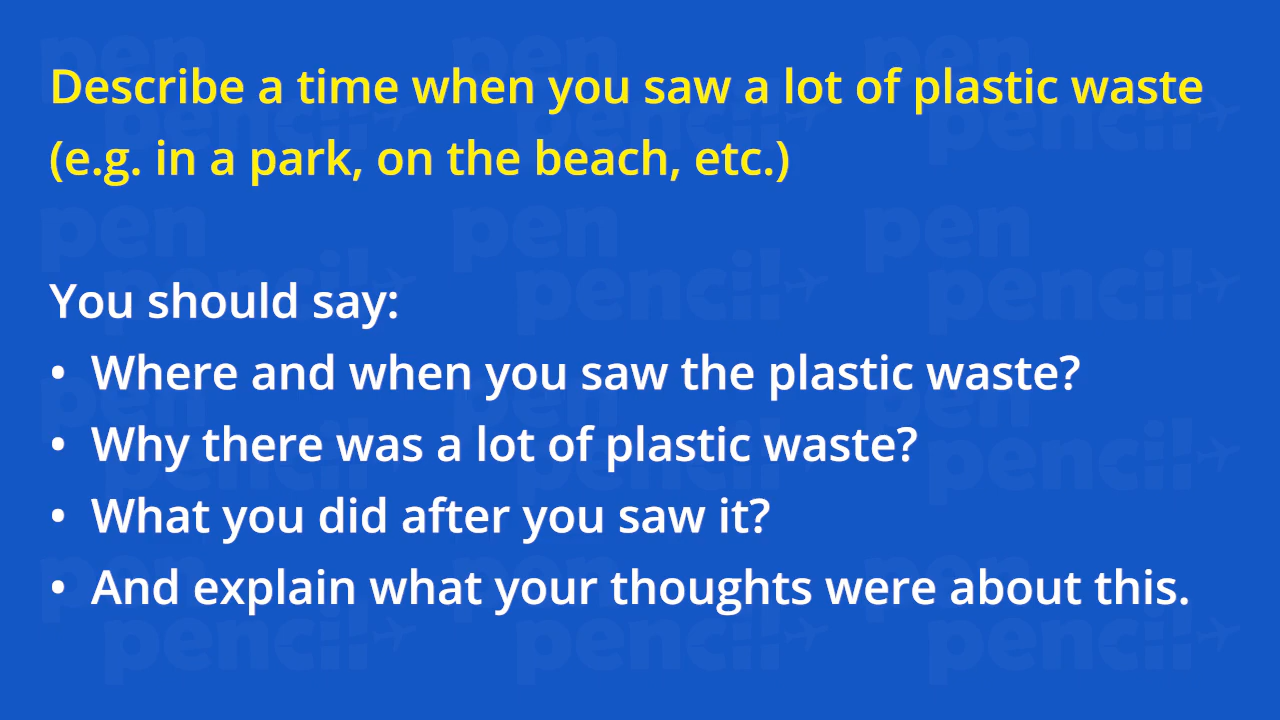 Describe a time when you saw a lot of plastic waste
(e.g. in a park, on the beach, etc.)
You should say:
• Where and when you saw the plastic waste?
• Why there was a lot of plastic waste?
• What you did after you saw it?
• And explain what your thoughts were about this.
pen pencil